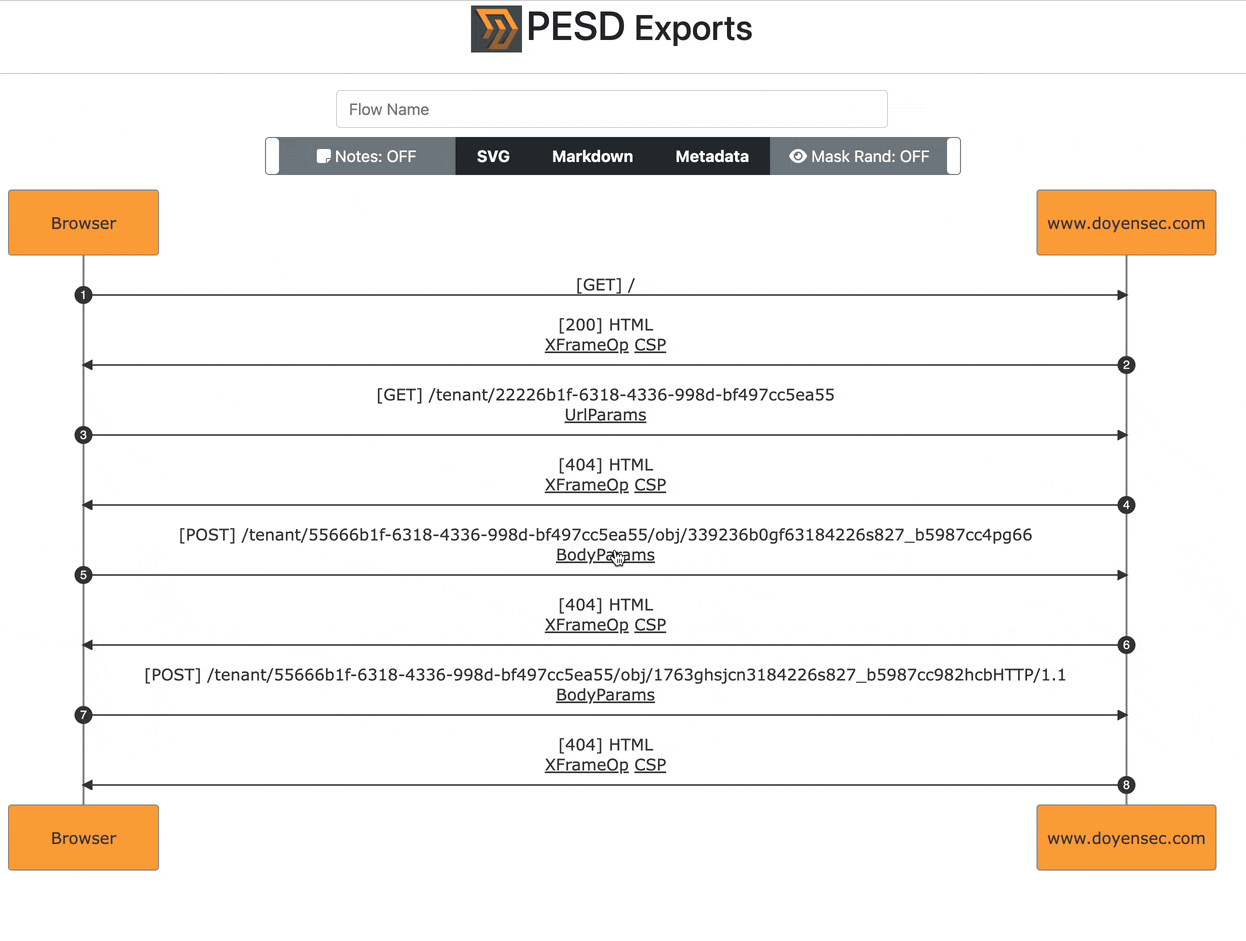 PESD Exports
Flow Name
Notes: OFF SVG Markdown Metadata Mask Rand: OFF
Browser www.doyensec.com
[GET] /
1
[200] HTML
XFrameOp CSP
2
[GET] /tenant/22226b1f-6318-4336-998d-bf497cc5ea55
UrlParams
3
[404] HTML
XFrameOp CSP
4
[POST] /tenant/55666b1f-6318-4336-998d-bf497cc5ea55/obj/339236b0gf63184226s827_b5987cc4pg66
BodyParams
5
[404] HTML
XFrameOp CSP
6
[POST] /tenant/55666b1f-6318-4336-998d-bf497cc5ea55/obj/1763ghsjcn3184226s827_b5987cc982hcbHTTP/1.1
BodyParams
7
[404] HTML
XFrameOp CSP
8
Browser www.doyensec.com